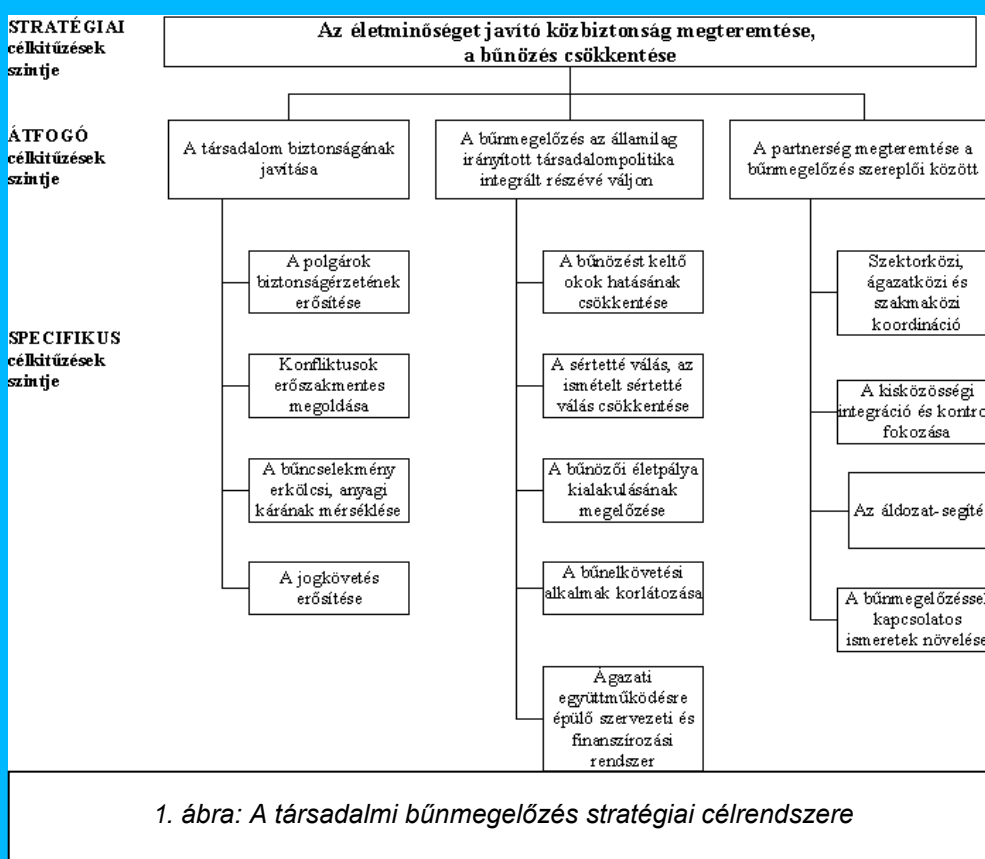 STRATÉGIAI
célkitűzések
szintje
Az életminőséget javító közbiztonság megteremtése,
a bűnözés csökkentése
ÁTFOGÓ
célkitűzések
szintje
A társadalom biztonságának
javítása
A bűnmegelőzés az államilag
irányított társadalompolitika
integrált részévé váljon
A partnerség megteremtése a
bűnmegelőzés szereplői között
SPECIFIKUS
célkitűzések
szintje
A polgárok
biztonságérzetének
erősítése
Konfliktusok
erőszakmentes
megoldása
A bűncselekmény
erkölcsi, anyagi
kárának mérséklése
A jogkövetés
erősítése
A bűnözést keltő
okok hatásának
csökkentése
A sértetté válás, az
ismételt sértetté
válás csökkentése
A bűnözői életpálya
kialakulásának
megelőzése
A bűnelkövetési
alkalmak korlátozása
Ágazati
együttműködésre
épülő szervezeti és
finanszírozási
rendszer
Szektorközi,
ágazatközi és
szakmaközi
koordináció
A kisközösségi
integráció és kontro
fokozása
Az áldozat-segíté
A bűnmegelőzéssel
kapcsolatos
ismeretek növelése
1. ábra: A társadalmi bűnmegelőzés stratégiai célrendszere